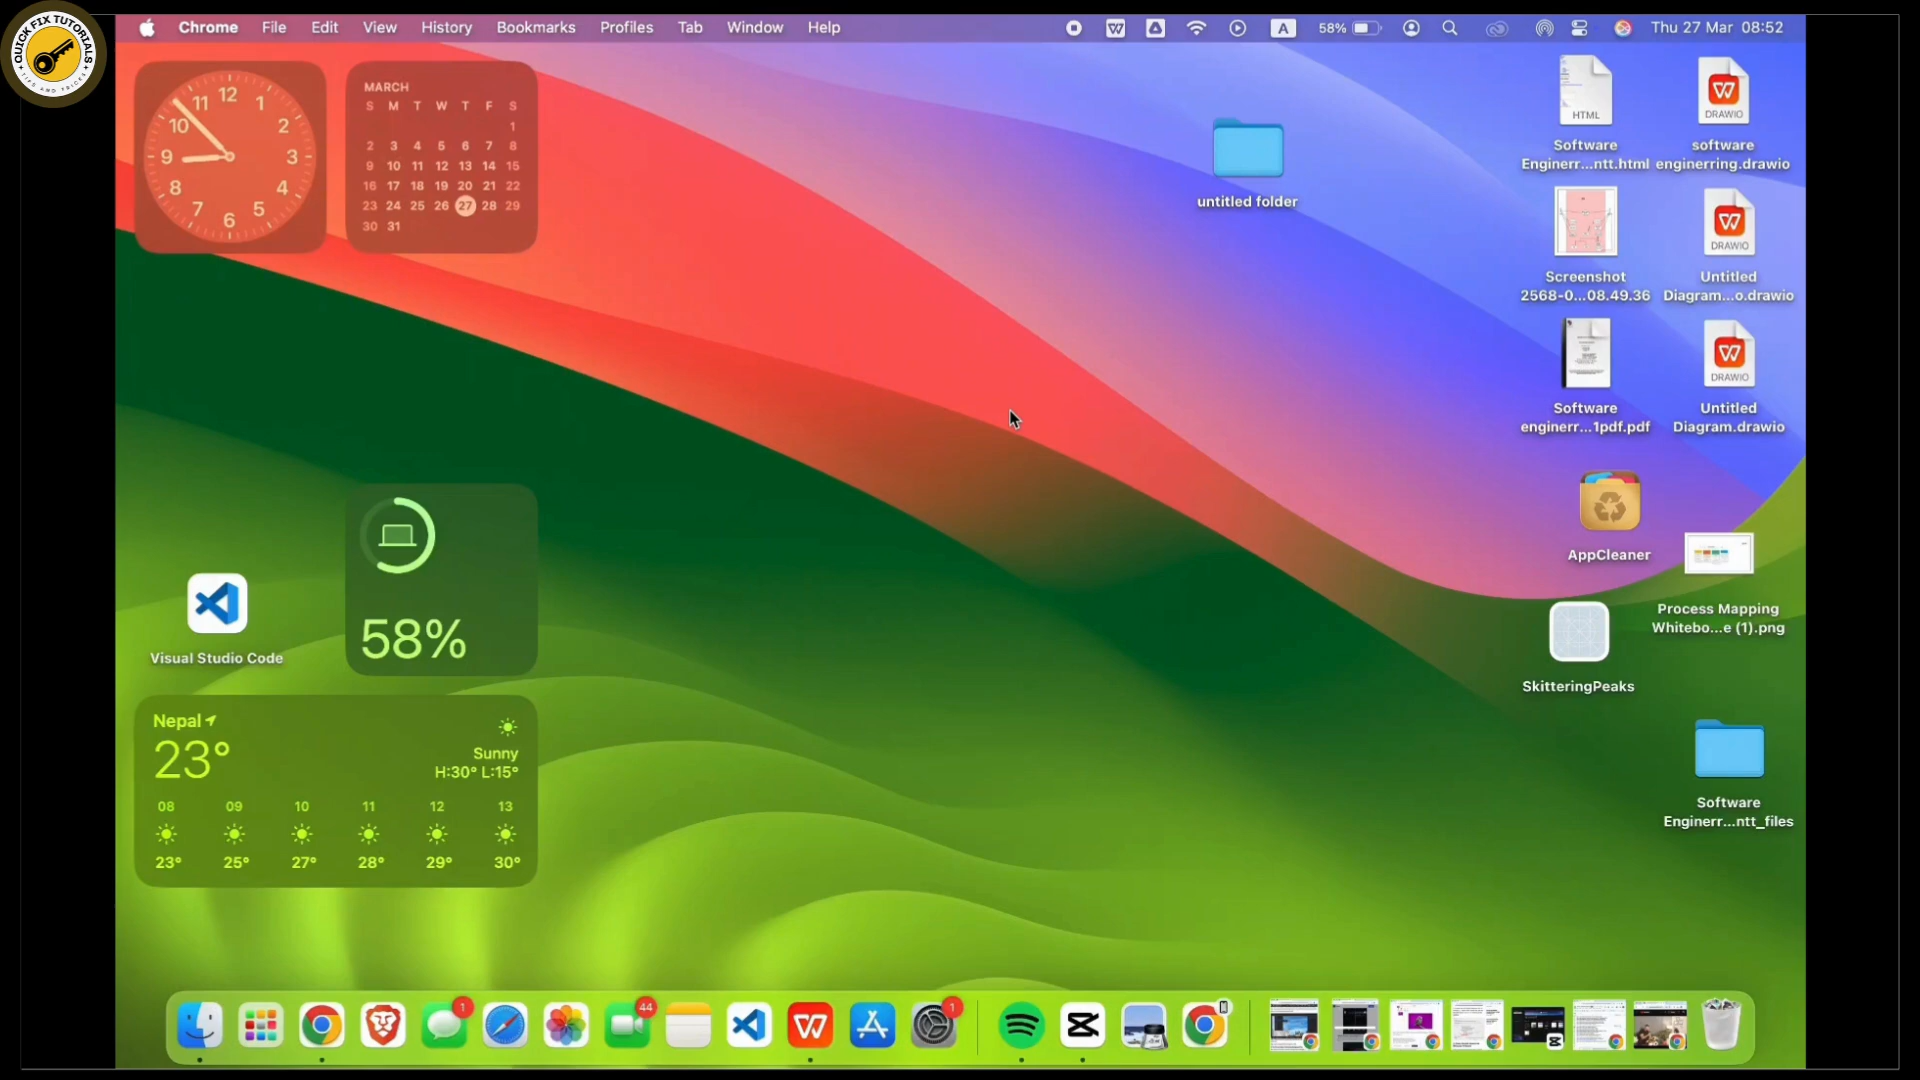 QUICK FIX TUTORIALS
TIPS AND TRICKS
Chrome File Edit View History Bookmarks Profiles Tab Window Help
A 58% Thu 27 Mar 08:52
12 1 2 3 4 5 6 7 8 9 10 11
MARCH
S M T W T F S
1
2 3 4 5 6 7 8
9 10 11 12 13 14 15
16 17 18 19 20 21 22
23 24 25 26 27 28 29
30 31
untitled folder
HTML
Software
Enginerr...ntt.html
DRAWIO
software
enginerring.drawio
Screenshot
2568-0...08.49.36
DRAWIO
Untitled
Diagram...o.drawio
Software
enginerr...1pdf.pdf
DRAWIO
Untitled
Diagram.drawio
AppCleaner
Process Mapping
Whitebo...e (1).png
SkitteringPeaks
Software
Enginerr...ntt_files
Visual Studio Code
58%
Nepal
23°
Sunny
H:30° L:15°
08 09 10 11 12 13
23° 25° 27° 28° 29° 30°
1
44
1